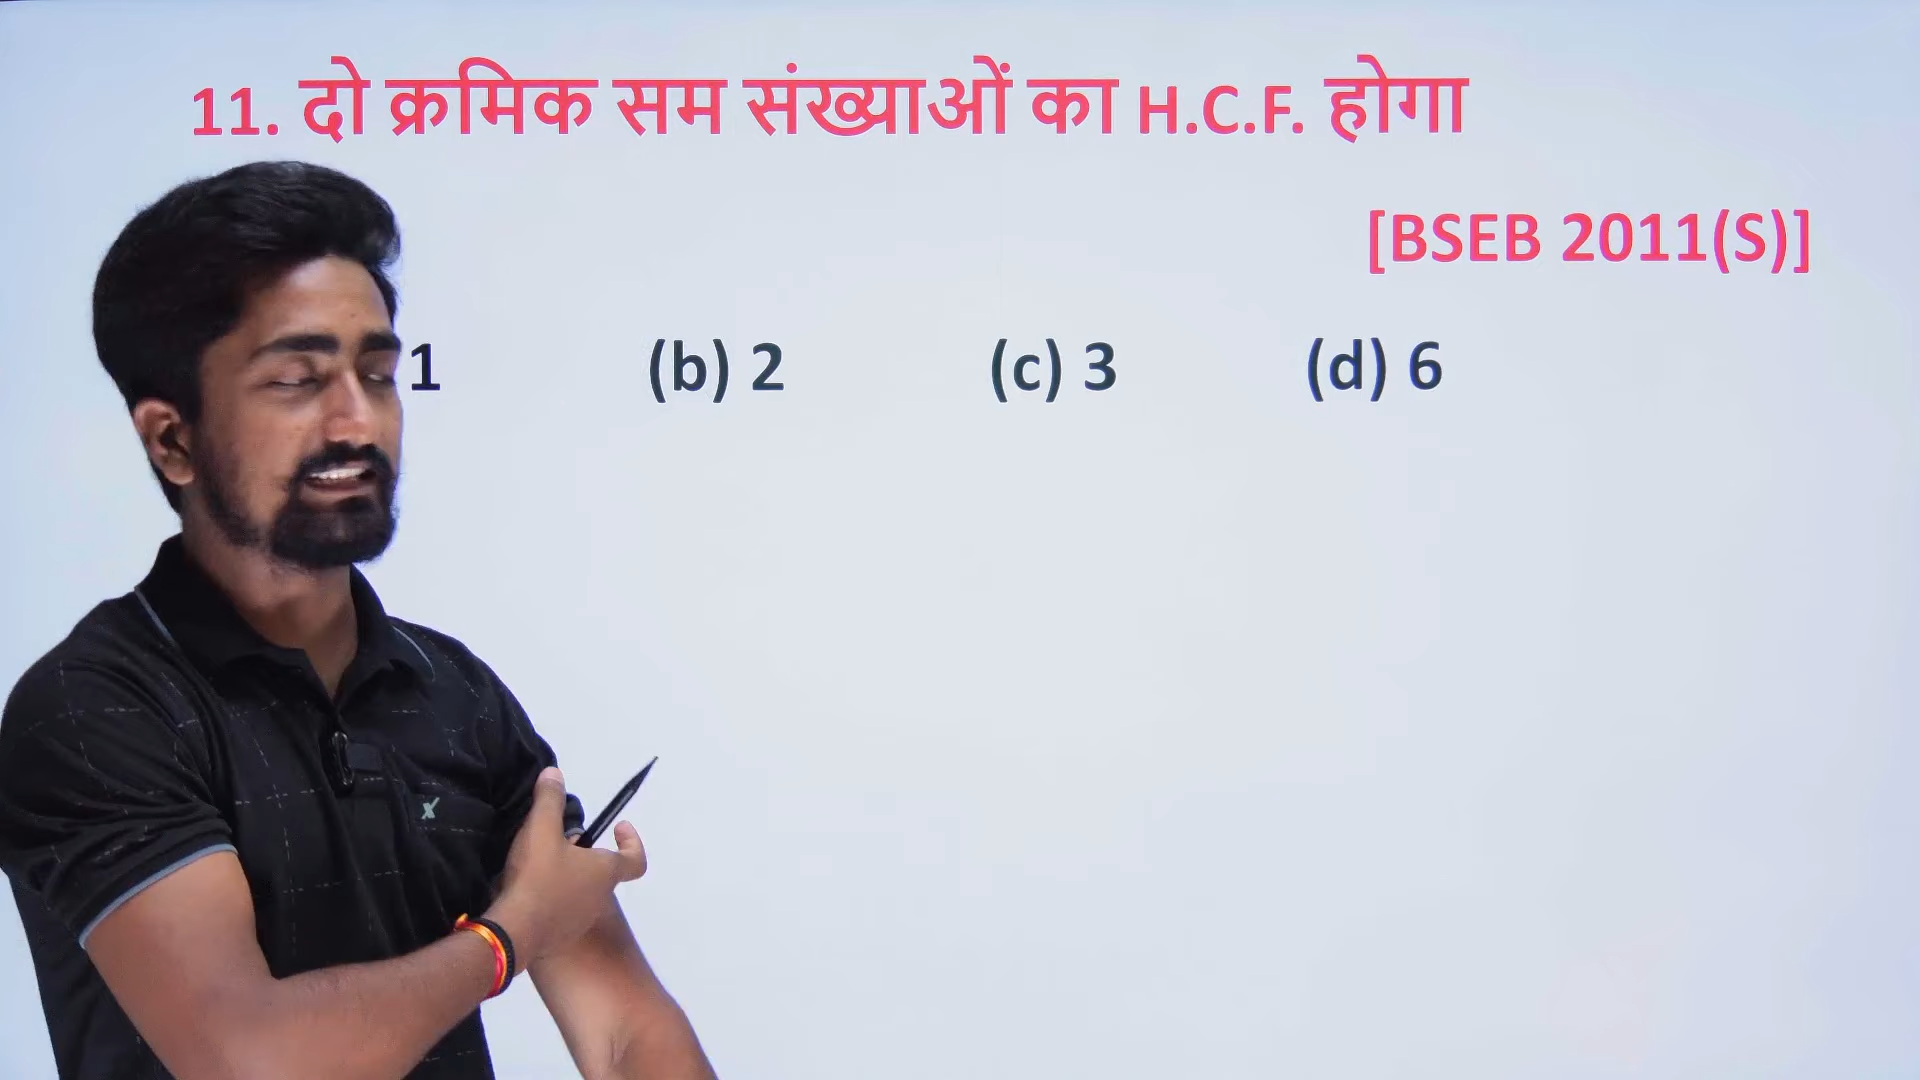 11. दो क्रमिक सम संख्याओं का H.C.F. होगा
[BSEB 2011(S)]
1 (b) 2 (c) 3 (d) 6